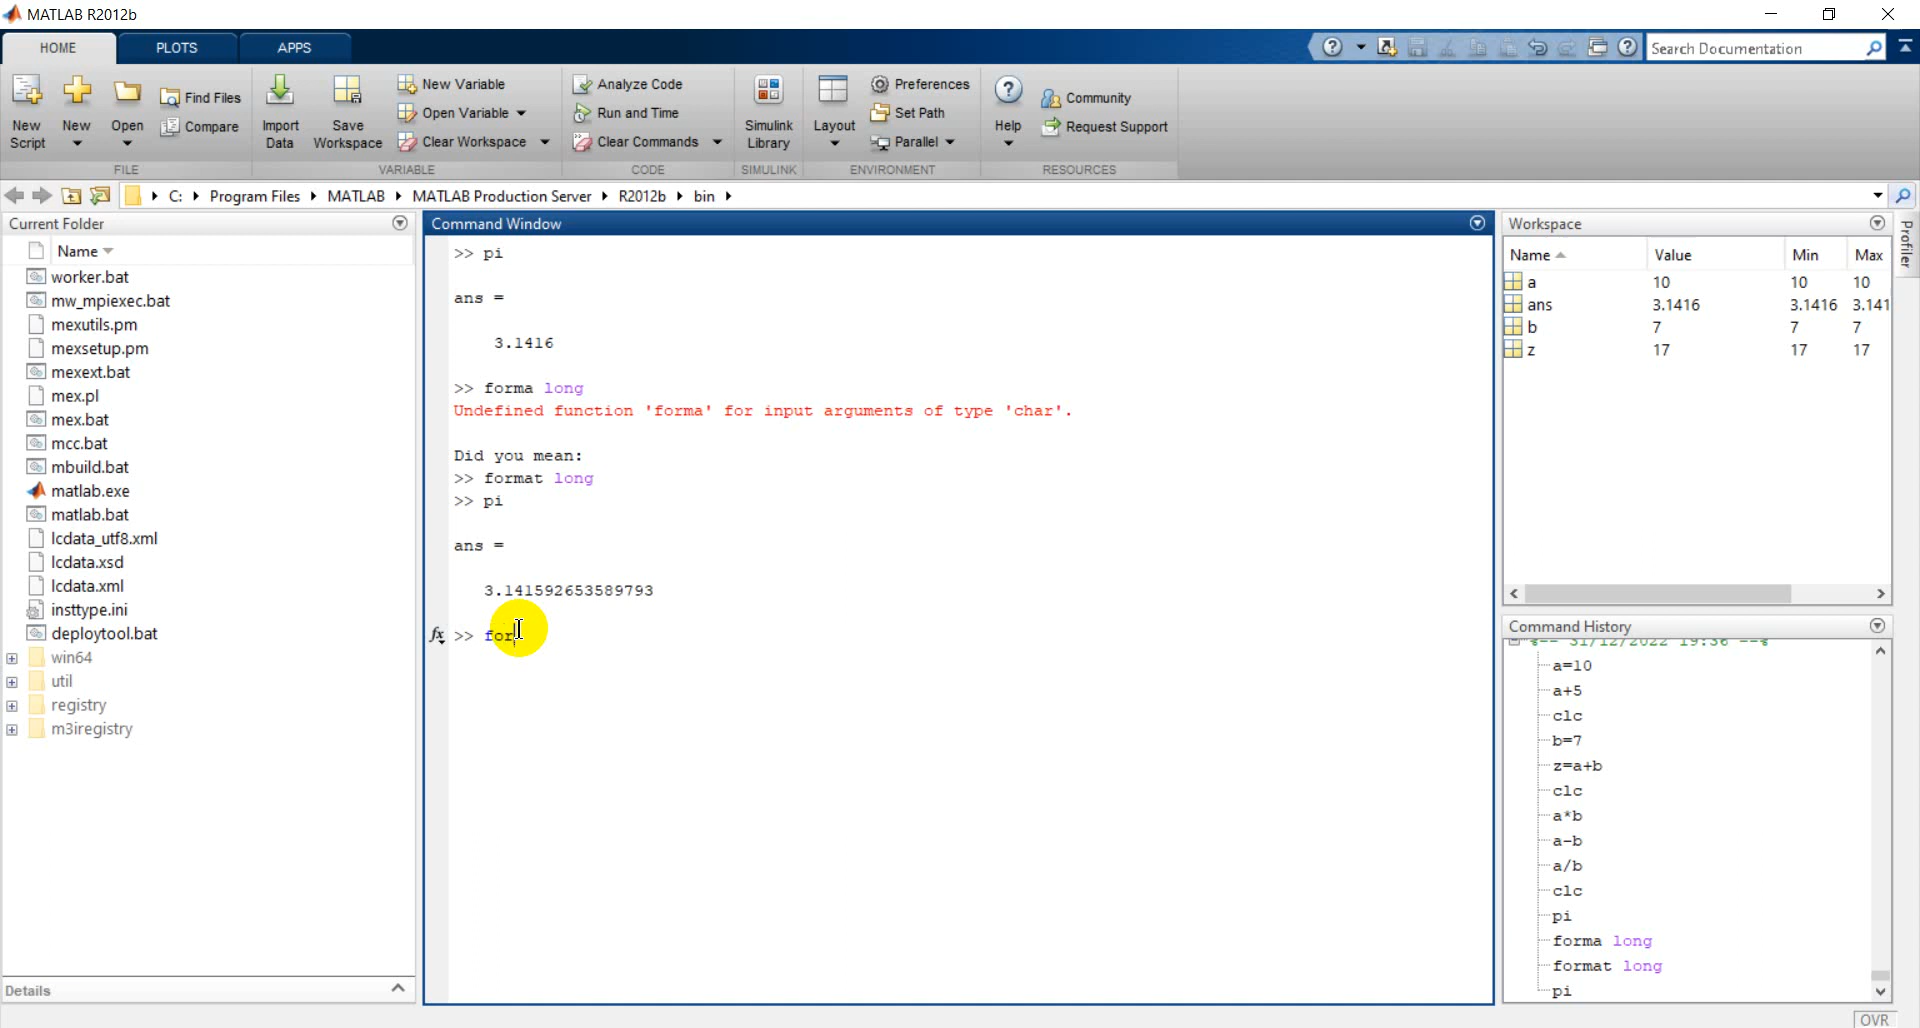 MATLAB R2012b
HOME PLOTS APPS
Search Documentation
New Script
New
Open
Find Files
Compare
Import Data
Save Workspace
New Variable
Open Variable
Clear Workspace
Analyze Code
Run and Time
Clear Commands
Simulink Library
Layout
Preferences
Set Path
Parallel
Help
Community
Request Support
FILE VARIABLE CODE SIMULINK ENVIRONMENT RESOURCES
C: Program Files MATLAB MATLAB Production Server R2012b bin
Current Folder
Name
worker.bat
mw_mpiexec.bat
mexutils.pm
mexsetup.pm
mexext.bat
mex.pl
mex.bat
mcc.bat
mbuild.bat
matlab.exe
matlab.bat
lcdata_utf8.xml
lcdata.xsd
lcdata.xml
insttype.ini
deploytool.bat
win64
util
registry
m3iregistry
Details
Command Window
>> pi
ans =
3.1416
>> forma long
Undefined function 'forma' for input arguments of type 'char'.
Did you mean:
>> format long
>> pi
ans =
3.141592653589793
fx >> for
Workspace
Name Value Min Max
a 10 10 10
ans 3.1416 3.1416 3.141
b 7 7 7
z 17 17 17
Profiler
Command History
%-- 31/12/2022 19:36 --%
a=10
a+5
clc
b=7
z=a+b
clc
a*b
a-b
a/b
clc
pi
forma long
format long
pi
OVR